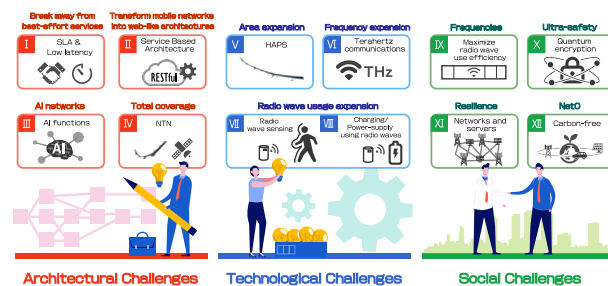 Break away from
best-effort services
I
SLA &
Low latency
Transform mobile networks
into web-like architectures
II
Service Based
Architecture
RESTful
AI networks
III
AI functions
AI
Total coverage
IV
NTN
Architectural Challenges
Area expansion
V
HAPS
Frequency expansion
VI
Terahertz
communications
THz
Radio wave usage expansion
VII
Radio
wave sensing
VIII
Charging/
Power-supply
using radio waves
Technological Challenges
Frequencies
IX
Maximize
radio wave
use efficiency
Ultra-safety
X
Quantum
encryption
Resiliance
XI
Networks and
servers
Net0
XII
Carbon-free
Social Challenges